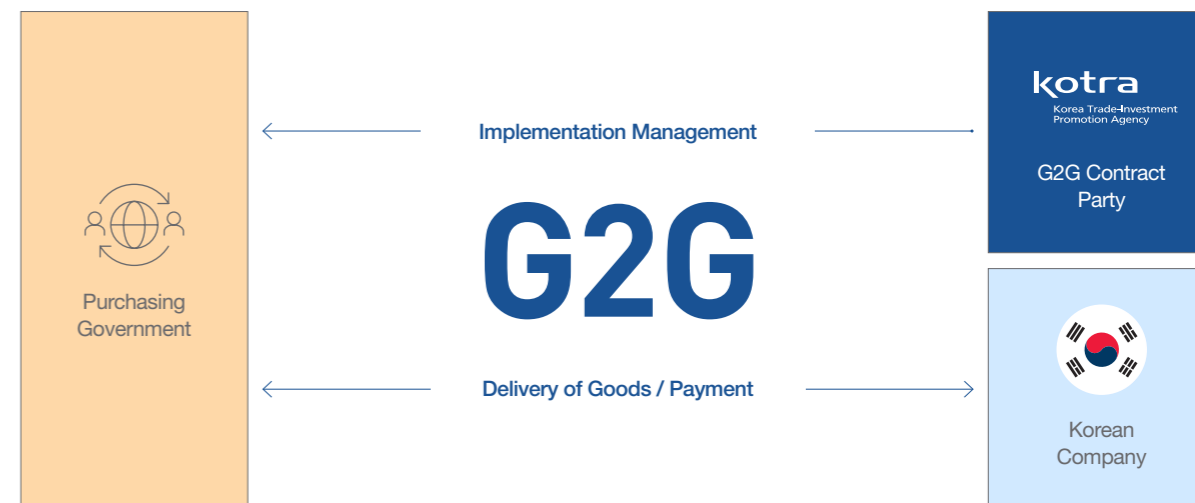 kotra
Korea Trade-Investment
Promotion Agency
G2G Contract
Party
Implementation Management
G2G
Purchasing
Government
Delivery of Goods / Payment
Korean
Company